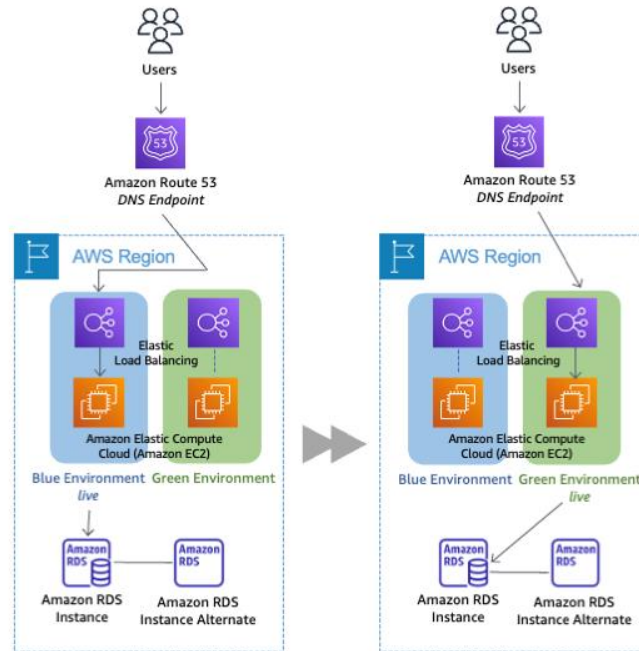 Users
53
Amazon Route 53
DNS Endpoint
AWS Region
Elastic
Load Balancing
Amazon Elastic Compute
Cloud (Amazon EC2)
Blue Environment
live
Green Environment
Amazon
RDS
Amazon RDS
Instance
Amazon
RDS
Amazon RDS
Instance Alternate
Users
53
Amazon Route 53
DNS Endpoint
AWS Region
Elastic
Load Balancing
Amazon Elastic Compute
Cloud (Amazon EC2)
Blue Environment
Green Environment
live
Amazon
RDS
Amazon RDS
Instance
Amazon
RDS
Amazon RDS
Instance Alternate